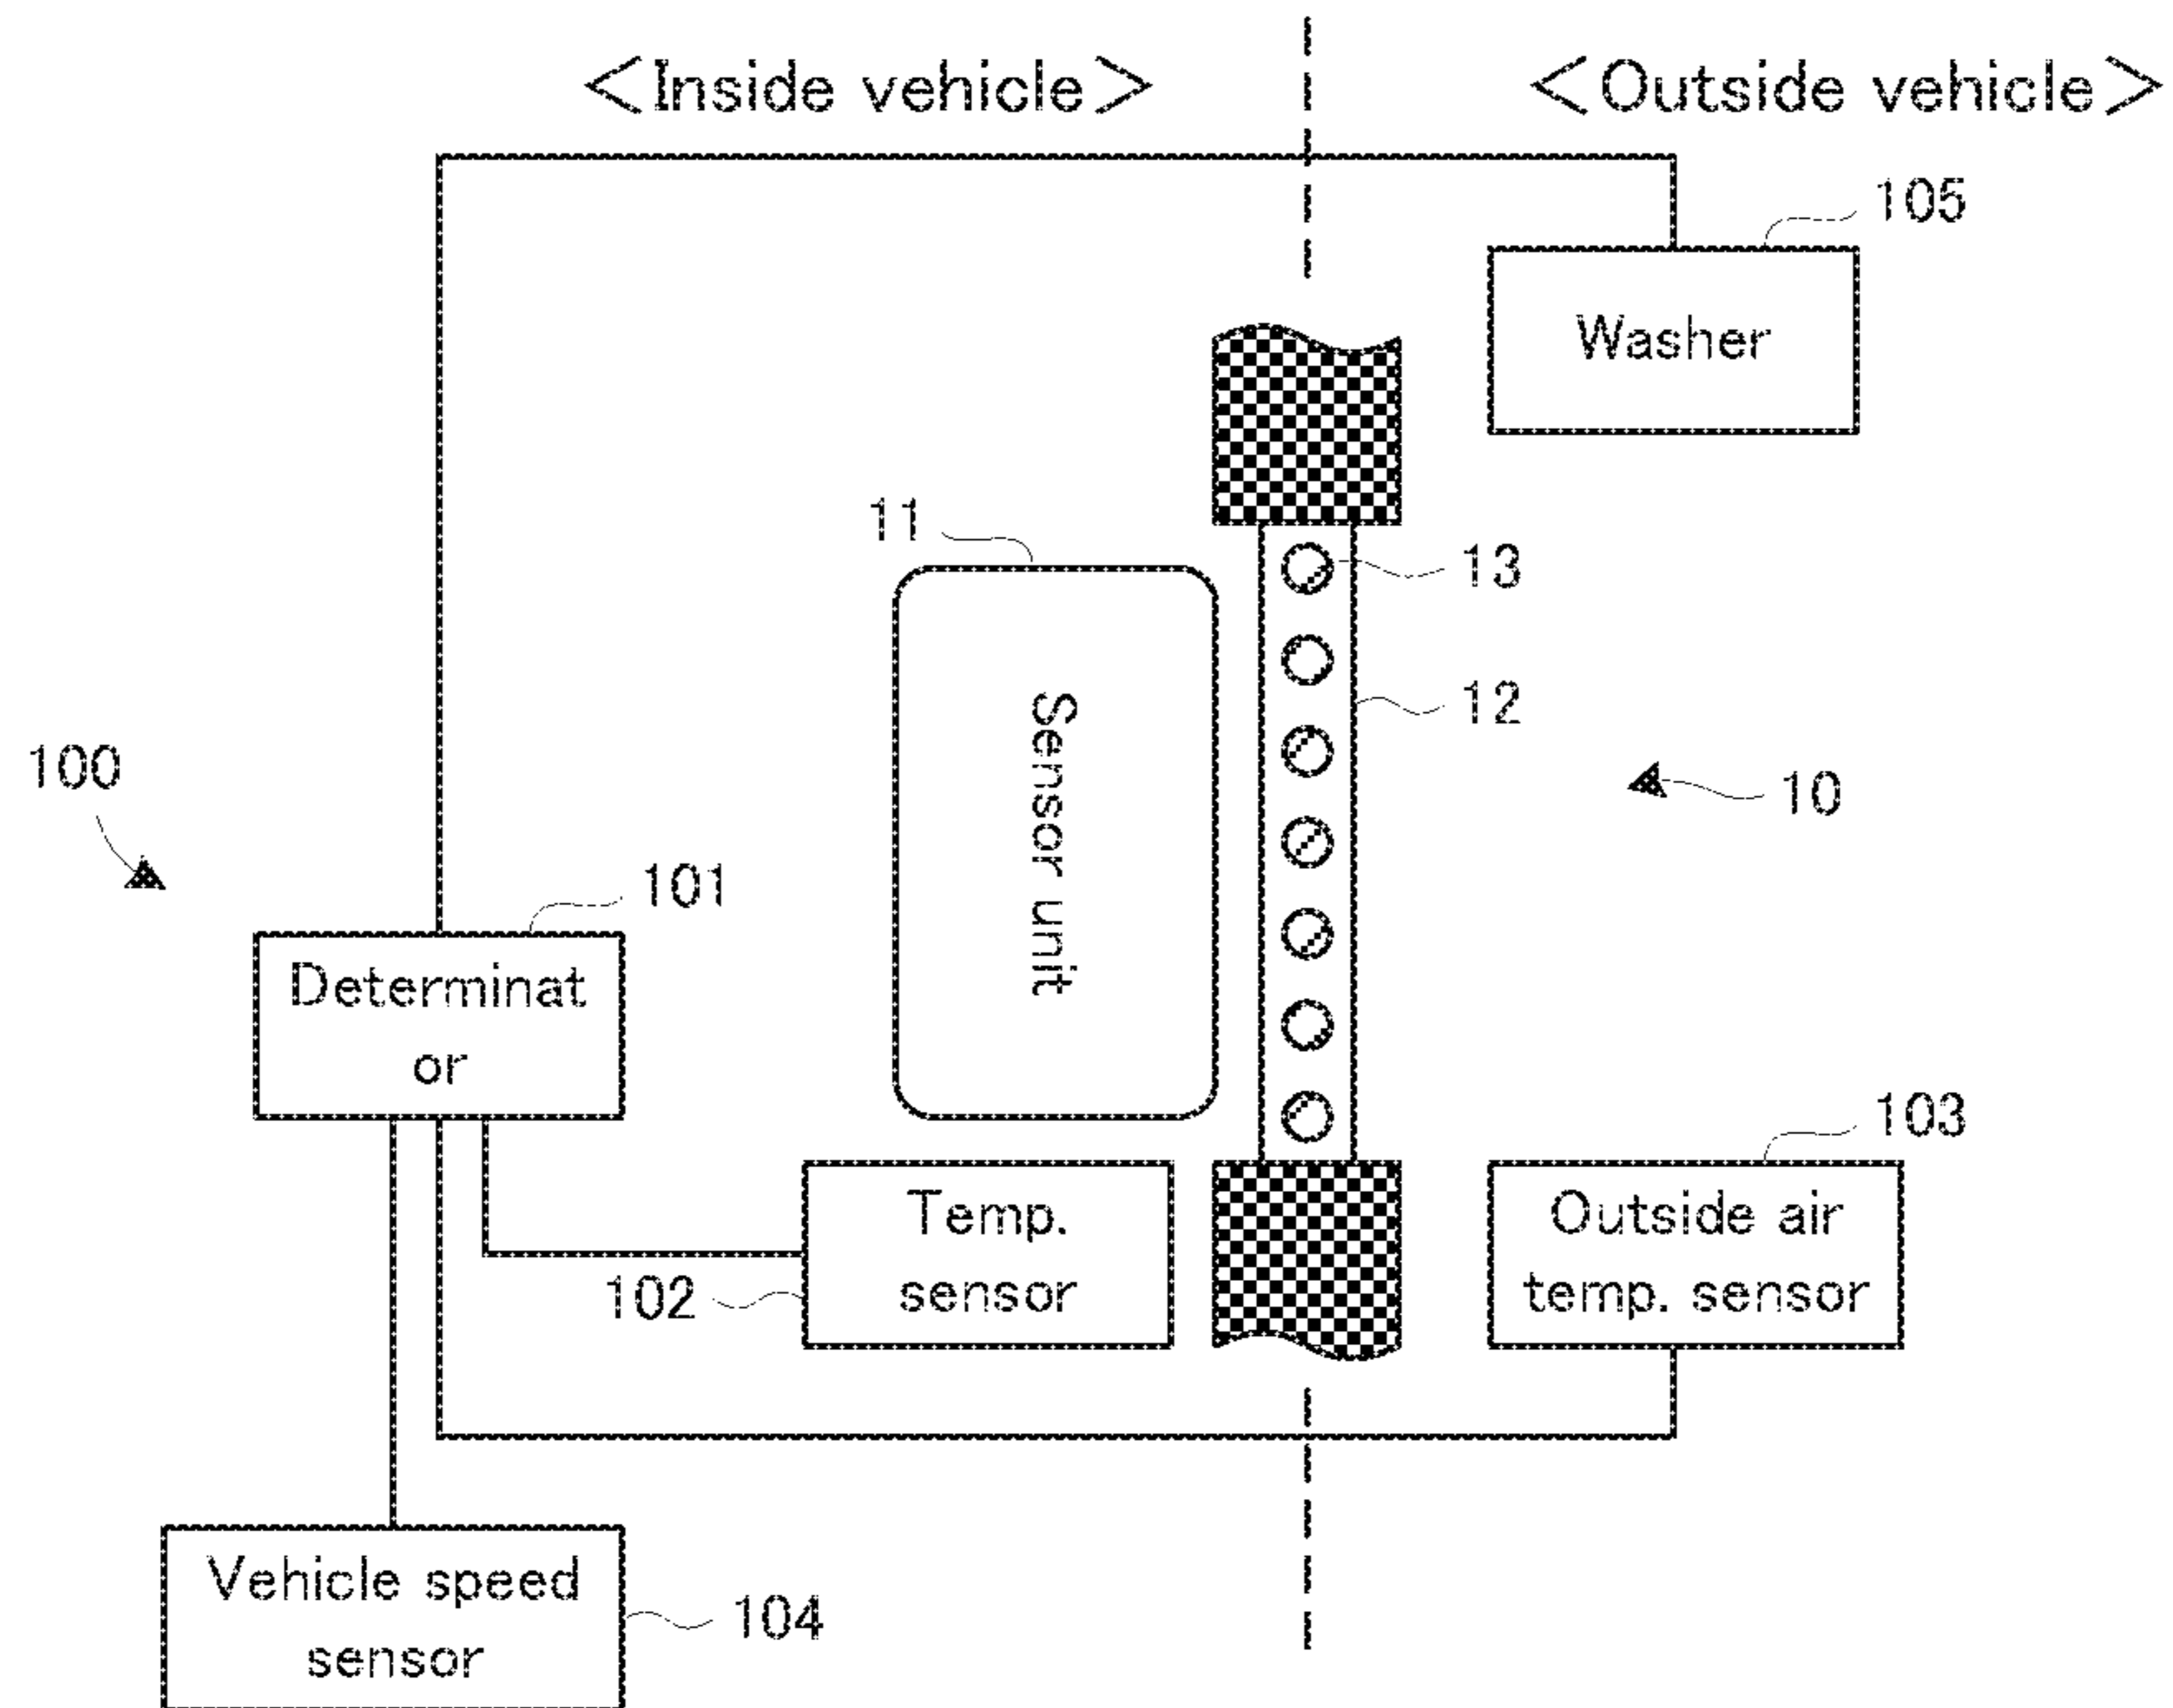 ＜Inside vehicle＞
＜Outside vehicle＞
105
Washer
11
13
12
Sensor unit
100
10
101
Determinat
or
103
Temp.
sensor
102
Outside air
temp. sensor
Vehicle speed
sensor
104